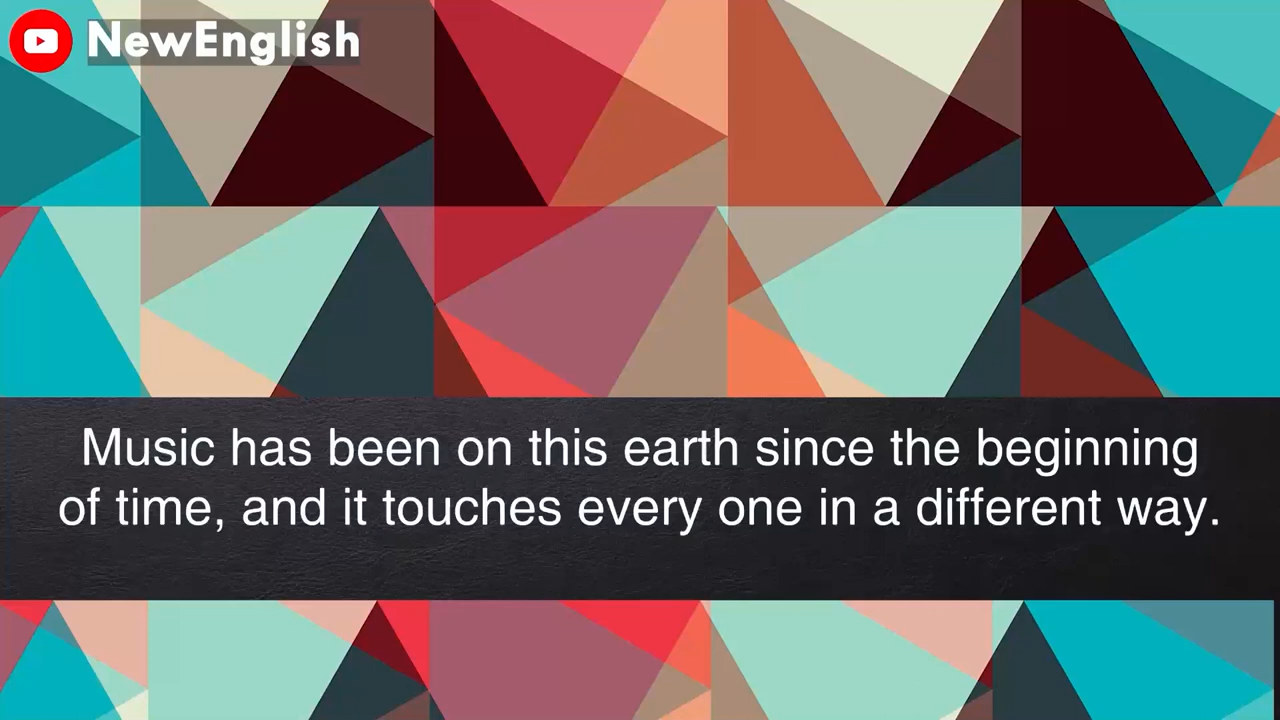 NewEnglish
Music has been on this earth since the beginning
of time, and it touches every one in a different way.